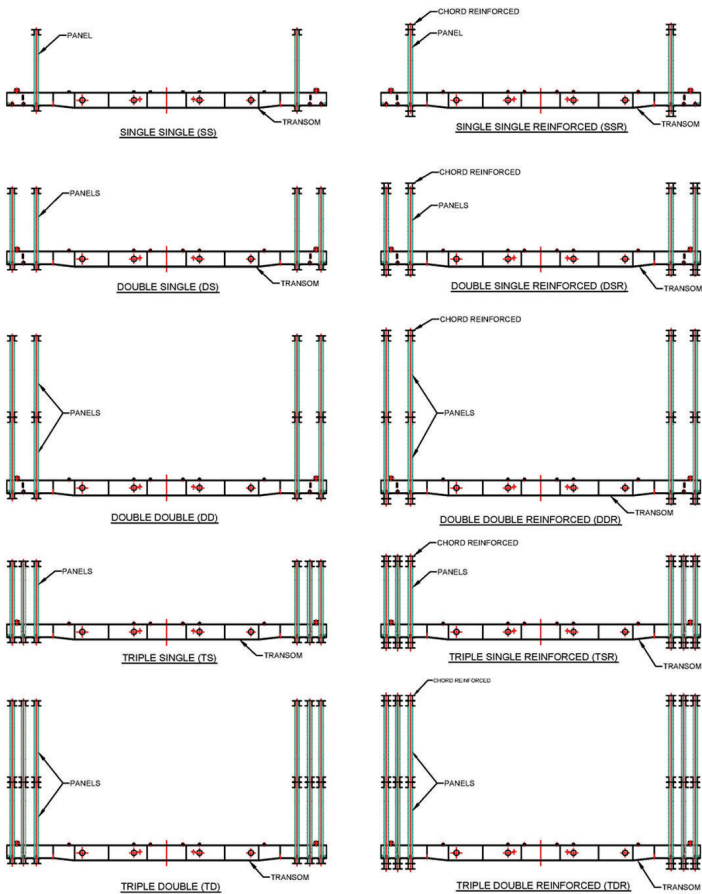 PANEL
TRANSOM
SINGLE SINGLE (SS)
CHORD REINFORCED
PANEL
TRANSOM
SINGLE SINGLE REINFORCED (SSR)
PANELS
TRANSOM
DOUBLE SINGLE (DS)
CHORD REINFORCED
PANELS
TRANSOM
DOUBLE SINGLE REINFORCED (DSR)
PANELS
DOUBLE DOUBLE (DD)
CHORD REINFORCED
PANELS
TRANSOM
DOUBLE DOUBLE REINFORCED (DDR)
PANELS
TRANSOM
TRIPLE SINGLE (TS)
CHORD REINFORCED
PANELS
TRANSOM
TRIPLE SINGLE REINFORCED (TSR)
PANELS
TRANSOM
TRIPLE DOUBLE (TD)
CHORD REINFORCED
PANELS
TRANSOM
TRIPLE DOUBLE REINFORCED (TDR)